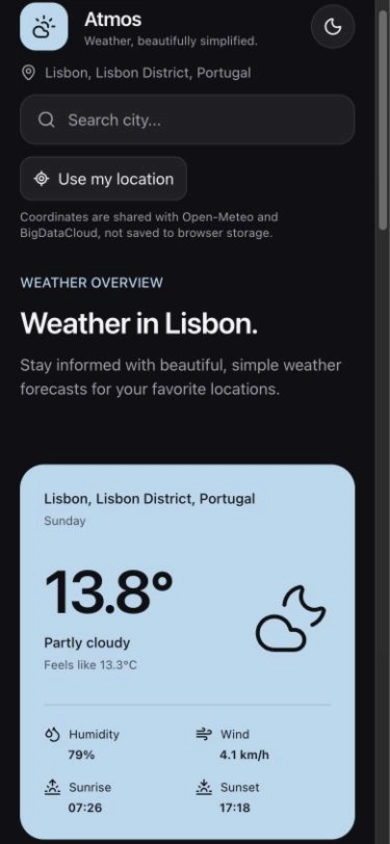 Atmos
Weather, beautifully simplified.
Lisbon, Lisbon District, Portugal
Search city...
Use my location
Coordinates are shared with Open-Meteo and
BigDataCloud, not saved to browser storage.
WEATHER OVERVIEW
Weather in Lisbon.
Stay informed with beautiful, simple weather
forecasts for your favorite locations.
Lisbon, Lisbon District, Portugal
Sunday
13.8°
Partly cloudy
Feels like 13.3°C
Humidity
79%
Wind
4.1 km/h
Sunrise
07:26
Sunset
17:18